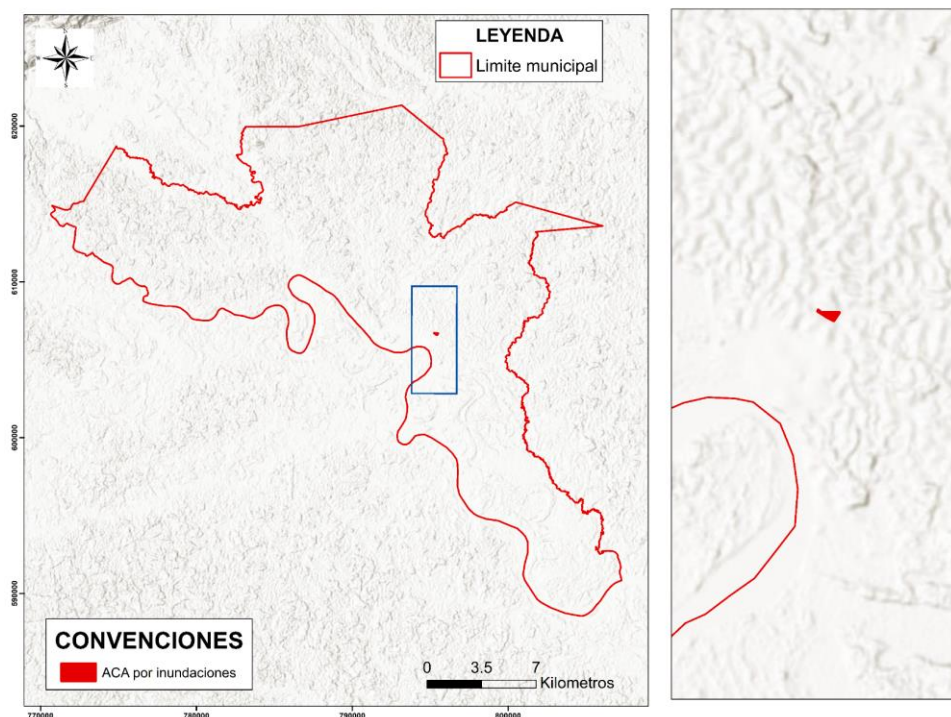 LEYENDA
Limite municipal
620000
610000
600000
590000
CONVENCIONES
ACA por inundaciones
0 3.5 7
Kilometros
770000 780000 790000 800000